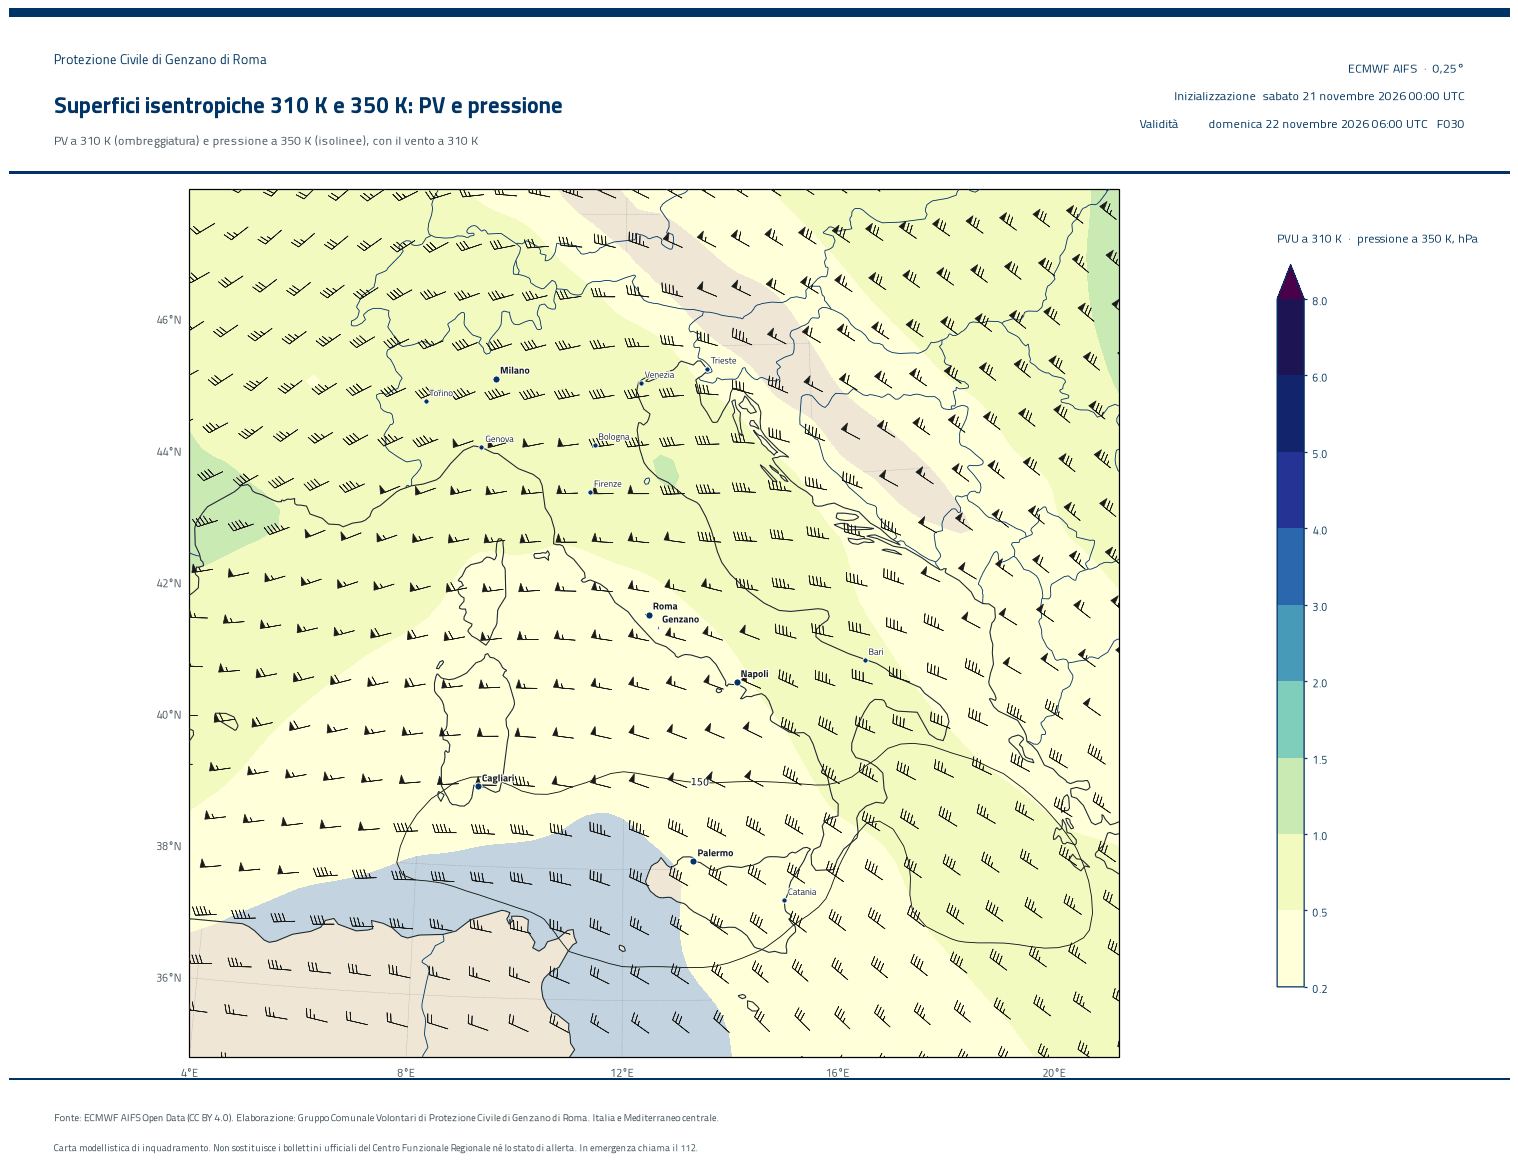 Protezione Civile di Genzano di Roma
Superfici isentropiche 310 K e 350 K: PV e pressione
PV a 310 K (ombreggiatura) e pressione a 350 K (isolinee), con il vento a 310 K
ECMWF AIFS · 0,25°
Inizializzazione sabato 21 novembre 2026 00:00 UTC
Validità domenica 22 novembre 2026 06:00 UTC F030
PVU a 310 K · pressione a 350 K, hPa
8.0
6.0
5.0
4.0
3.0
2.0
1.5
1.0
0.5
0.2
46°N
44°N
42°N
40°N
38°N
36°N
4°E
8°E
12°E
16°E
20°E
Trieste
Milano
Venezia
Torino
Genova
Bologna
Firenze
Roma
Genzano
Bari
Napoli
Cagliari
150
Palermo
Catania
Fonte: ECMWF AIFS Open Data (CC BY 4.0). Elaborazione: Gruppo Comunale Volontari di Protezione Civile di Genzano di Roma. Italia e Mediterraneo centrale.
Carta modellistica di inquadramento. Non sostituisce i bollettini ufficiali del Centro Funzionale Regionale né lo stato di allerta. In emergenza chiama il 112.